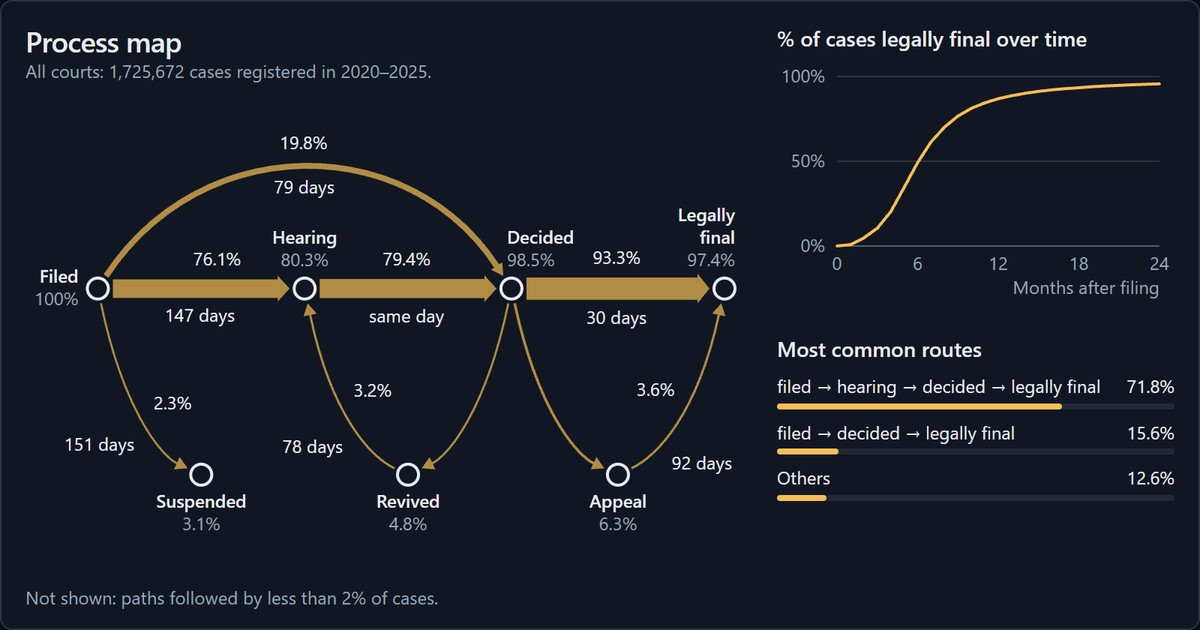 Process map
All courts: 1,725,672 cases registered in 2020–2025.
19.8%
79 days
Filed
100%
76.1%
147 days
Hearing
80.3%
79.4%
same day
Decided
98.5%
93.3%
30 days
Legally
final
97.4%
2.3%
151 days
Suspended
3.1%
3.2%
78 days
Revived
4.8%
3.6%
92 days
Appeal
6.3%
Not shown: paths followed by less than 2% of cases.
% of cases legally final over time
100%
50%
0%
0 6 12 18 24
Months after filing
Most common routes
filed → hearing → decided → legally final 71.8%
filed → decided → legally final 15.6%
Others 12.6%